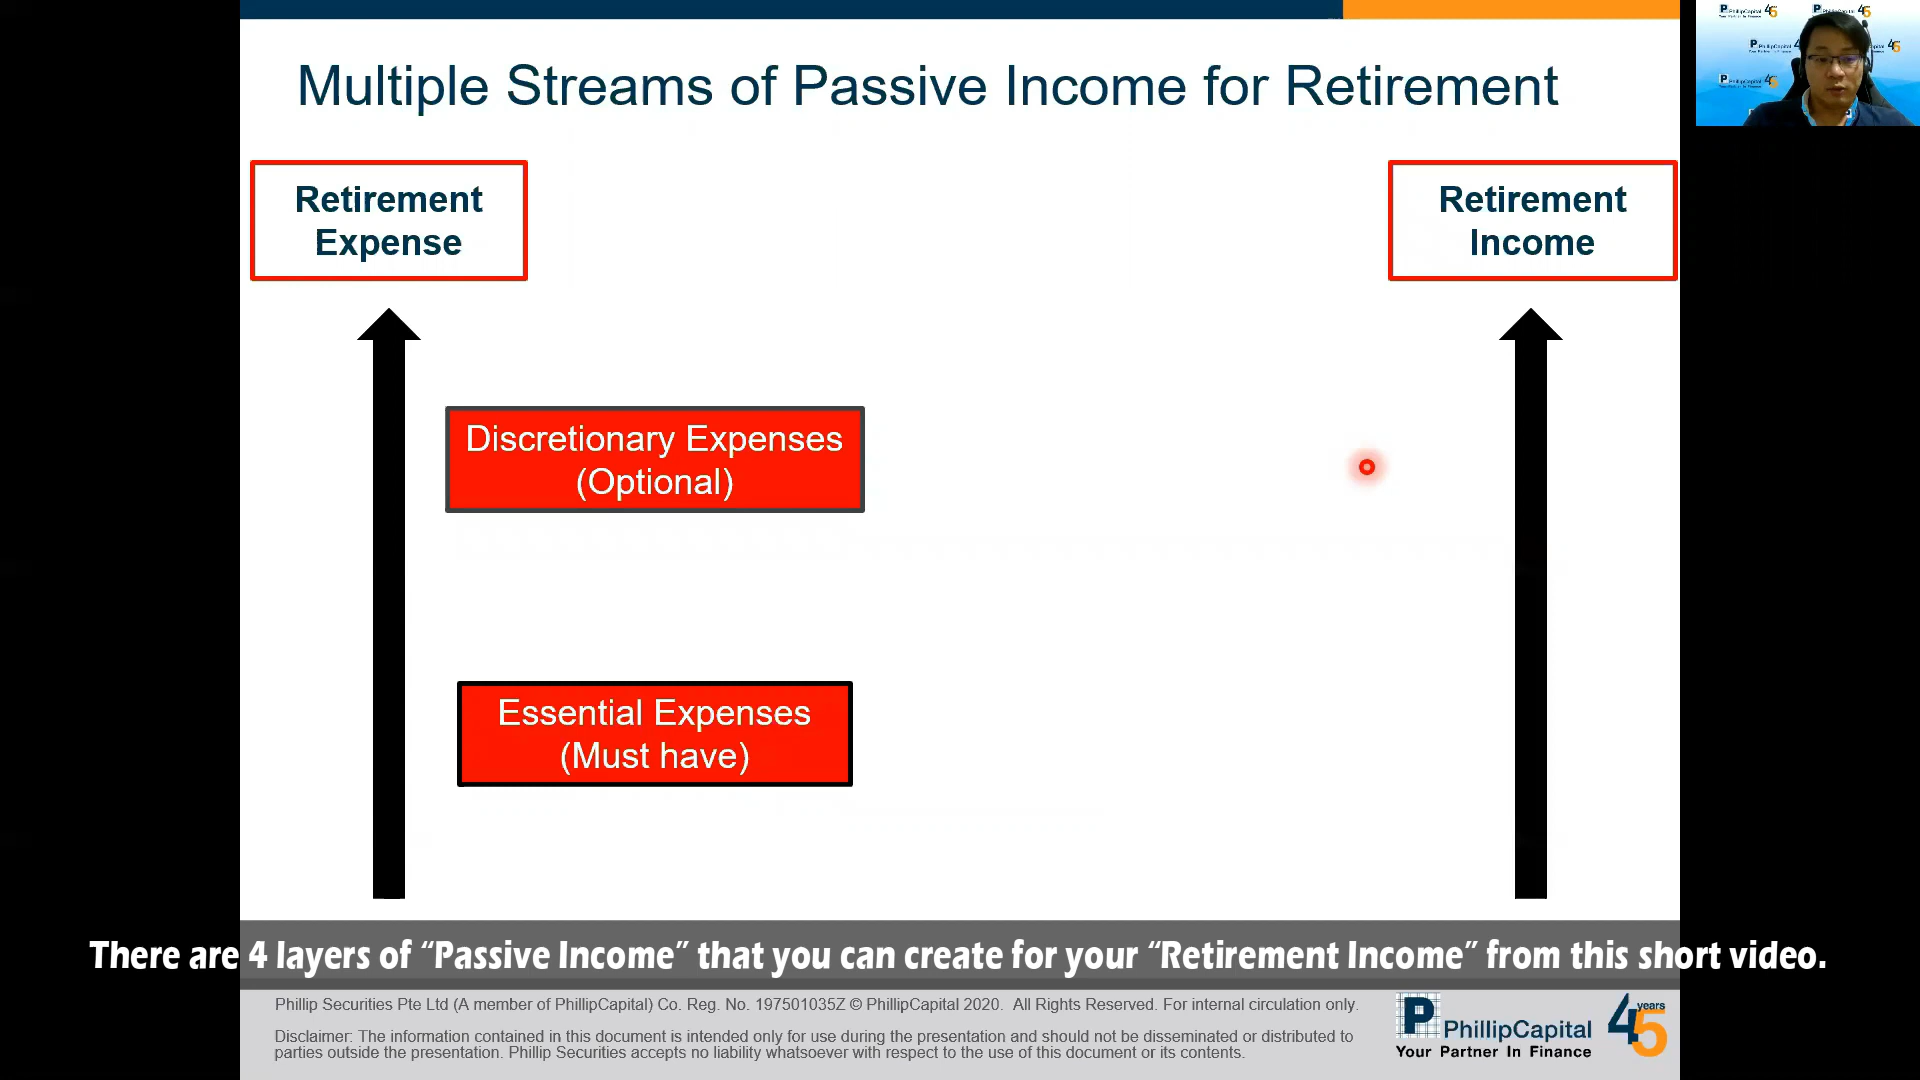 Multiple Streams of Passive Income for Retirement
Retirement
Expense
Retirement
Income
Discretionary Expenses
(Optional)
Essential Expenses
(Must have)
There are 4 layers of “Passive Income” that you can create for your “Retirement Income” from this short video.
Phillip Securities Pte Ltd (A member of PhillipCapital) Co. Reg. No. 197501035Z © PhillipCapital 2020. All Rights Reserved. For internal circulation only.
Disclaimer: The information contained in this document is intended only for use during the presentation and should not be disseminated or distributed to
parties outside the presentation. Phillip Securities accepts no liability whatsoever with respect to the use of this document or its contents.
P PhillipCapital
Your Partner In Finance
45 years